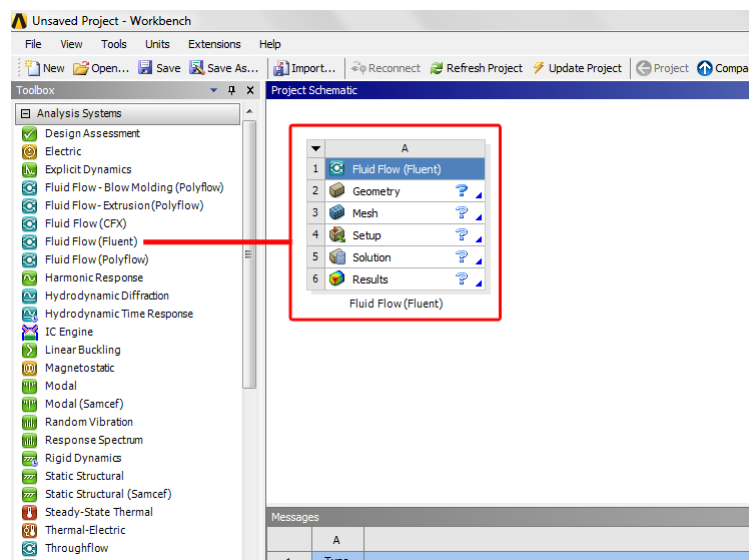 Unsaved Project - Workbench
File View Tools Units Extensions Help
New Open... Save Save As... Import... Reconnect Refresh Project Update Project Project
Toolbox
Project Schematic
Analysis Systems
Design Assessment
Electric
Explicit Dynamics
Fluid Flow - Blow Molding (Polyflow)
Fluid Flow - Extrusion (Polyflow)
Fluid Flow (CFX)
Fluid Flow (Fluent)
Fluid Flow (Polyflow)
Harmonic Response
Hydrodynamic Diffraction
Hydrodynamic Time Response
IC Engine
Linear Buckling
Magnetostatic
Modal
Modal (Samcef)
Random Vibration
Response Spectrum
Rigid Dynamics
Static Structural
Static Structural (Samcef)
Steady-State Thermal
Thermal-Electric
Throughflow
A
1 Fluid Flow (Fluent)
2 Geometry ?
3 Mesh ?
4 Setup ?
5 Solution ?
6 Results ?
Fluid Flow (Fluent)
Messages
A